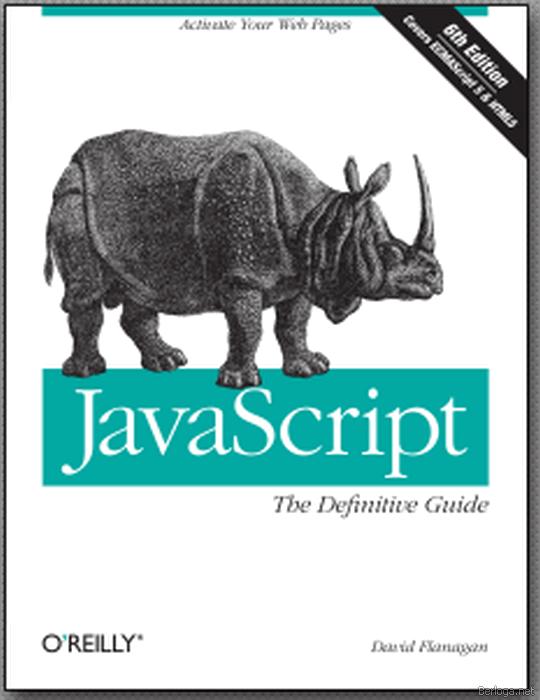 Activate Your Web Pages
6th Edition
Covers ECMAScript 5 & HTML5
JavaScript
The Definitive Guide
O'REILLY®
David Flanagan
Berloga.net